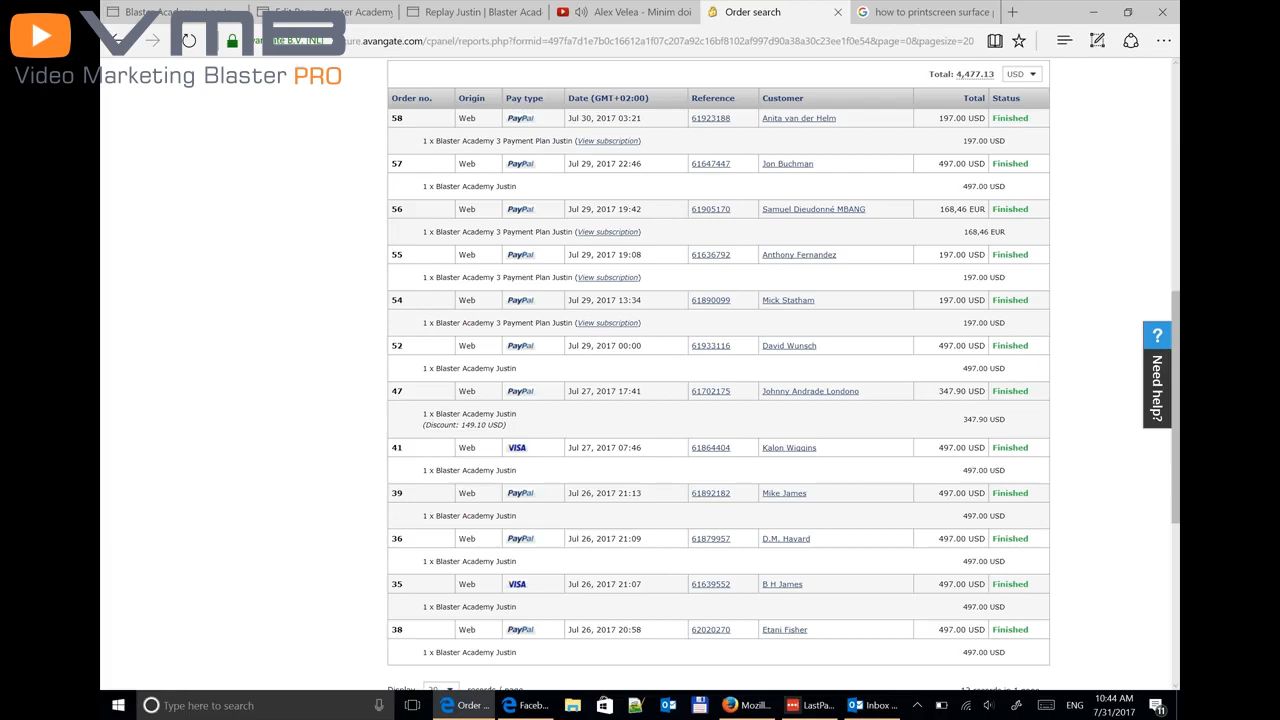 Edit Page
Blaster Academy
Replay Justin | Blaster Acad
Alex Velea - Minim doi
Order search
how to printscreen surface p
VMB
Video Marketing Blaster PRO
avangate.com/cpanel/reports.php?formid=497fa7d1e7b0c16612a1f07c207a92c16bf8102af997d90a38a30c23ee1f0e54&page=0&pagesize=20
Total: 4,477.13 USD
Order no. Origin Pay type Date (GMT+02:00) Reference Customer Total Status
58 Web PayPal Jul 30, 2017 03:21 61923188 Anita van der Helm 197.00 USD Finished
1 x Blaster Academy 3 Payment Plan Justin (View subscription) 197.00 USD
57 Web PayPal Jul 29, 2017 22:46 61647447 Jon Buchman 497.00 USD Finished
1 x Blaster Academy Justin 497.00 USD
56 Web PayPal Jul 29, 2017 19:42 61905170 Samuel Dieudonné MBANG 168,46 EUR Finished
1 x Blaster Academy 3 Payment Plan Justin (View subscription) 168,46 EUR
55 Web PayPal Jul 29, 2017 19:08 61636792 Anthony Fernandez 197.00 USD Finished
1 x Blaster Academy 3 Payment Plan Justin (View subscription) 197.00 USD
54 Web PayPal Jul 29, 2017 13:34 61890099 Mick Statham 197.00 USD Finished
1 x Blaster Academy 3 Payment Plan Justin (View subscription) 197.00 USD
52 Web PayPal Jul 29, 2017 00:00 61933116 David Wunsch 497.00 USD Finished
1 x Blaster Academy Justin 497.00 USD
47 Web PayPal Jul 27, 2017 17:41 61702175 Johnny Andrade Londono 347.90 USD Finished
1 x Blaster Academy Justin
(Discount: 149.10 USD) 347.90 USD
41 Web VISA Jul 27, 2017 07:46 61864404 Kalon Wiggins 497.00 USD Finished
1 x Blaster Academy Justin 497.00 USD
39 Web PayPal Jul 26, 2017 21:13 61892182 Mike James 497.00 USD Finished
1 x Blaster Academy Justin 497.00 USD
36 Web PayPal Jul 26, 2017 21:09 61879957 D.M. Havard 497.00 USD Finished
1 x Blaster Academy Justin 497.00 USD
35 Web VISA Jul 26, 2017 21:07 61639552 B H James 497.00 USD Finished
1 x Blaster Academy Justin 497.00 USD
38 Web PayPal Jul 26, 2017 20:58 62020270 Etani Fisher 497.00 USD Finished
1 x Blaster Academy Justin 497.00 USD
? Need help?
Type here to search
Order ...
Faceb...
Mozill...
LastPa...
Inbox ...
ENG
10:44 AM
7/31/2017
11